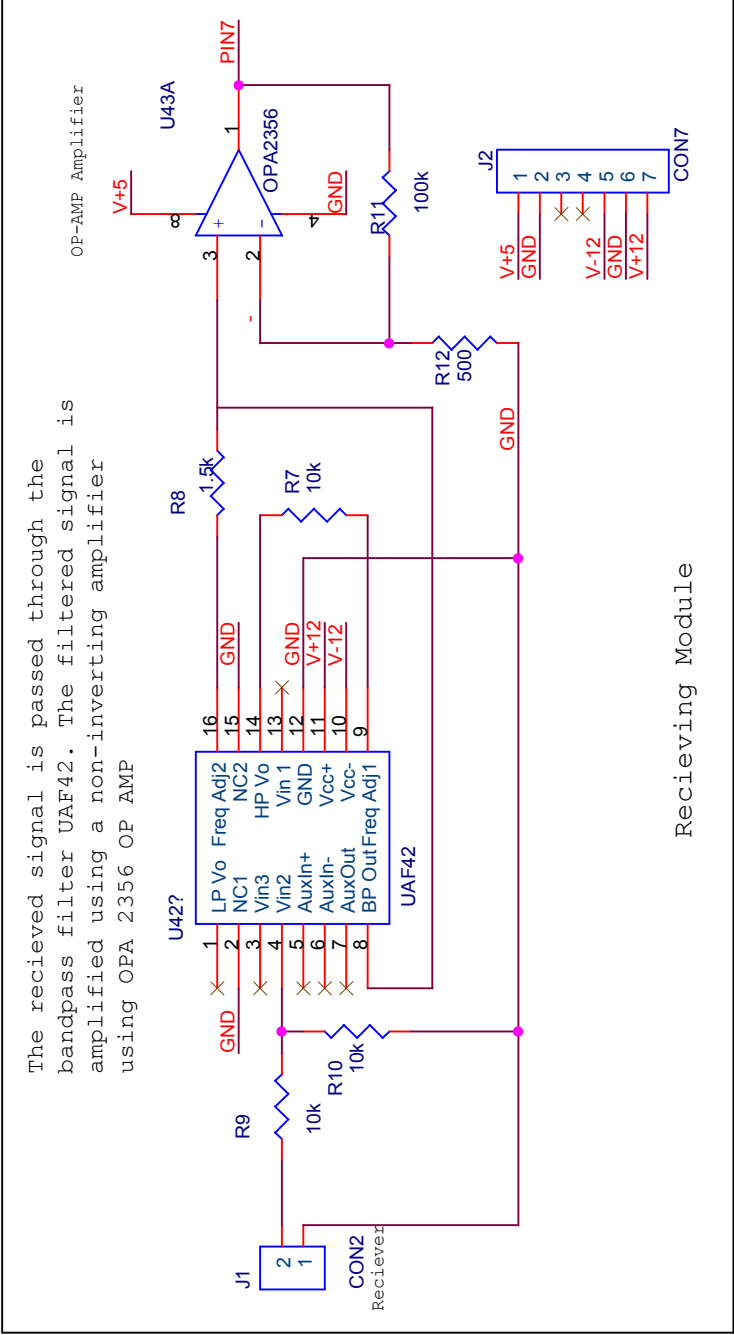 The recieved signal is passed through the
bandpass filter UAF42. The filtered signal is
amplified using a non-inverting amplifier
using OPA 2356 OP AMP
OP-AMP Amplifier
U43A
OPA2356
V+5
8
3
+
2
-
-
1
4
GND
PIN7
R11
100k
R12
500
GND
R8
1.5k
R7
10k
U42?
1 LP Vo Freq Adj2 16
2 NC1 NC2 15
3 Vin3 HP Vo 14
4 Vin2 Vin 1 13
5 AuxIn+ GND 12
6 AuxIn- Vcc+ 11
7 AuxOut Vcc- 10
8 BP Out Freq Adj1 9
UAF42
GND
GND
GND
V+12
V-12
R9
10k
R10
10k
J1
2
1
CON2
Reciever
J2
V+5 1
GND 2
3
4
V-12 5
GND 6
V+12 7
CON7
Recieving Module